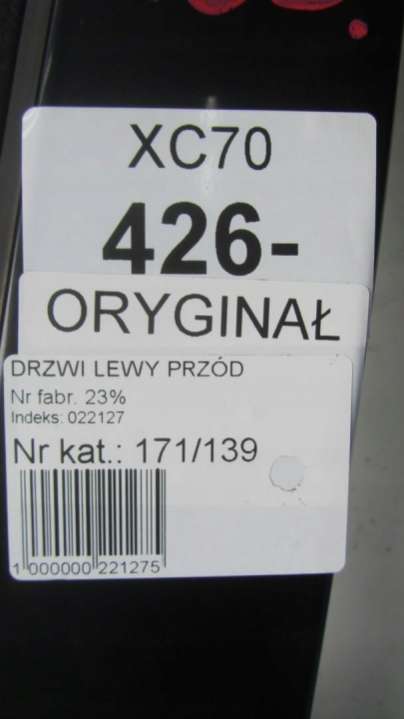 XC70
426-
ORYGINAŁ
DRZWI LEWY PRZÓD
Nr fabr. 23%
Indeks: 022127
Nr kat.: 171/139
1 000000 221275